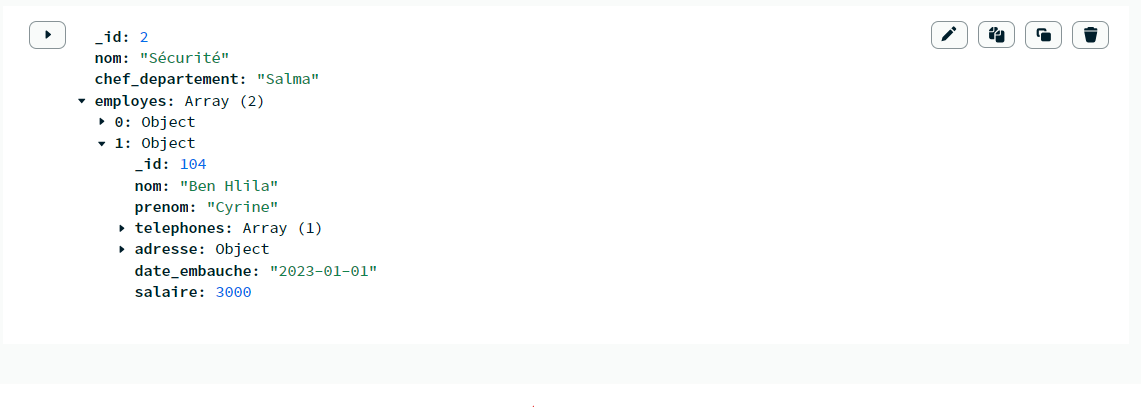 _id: 2
nom: "Sécurité"
chef_departement: "Salma"
employes: Array (2)
0: Object
1: Object
_id: 104
nom: "Ben Hlila"
prenom: "Cyrine"
telephones: Array (1)
adresse: Object
date_embauche: "2023-01-01"
salaire: 3000